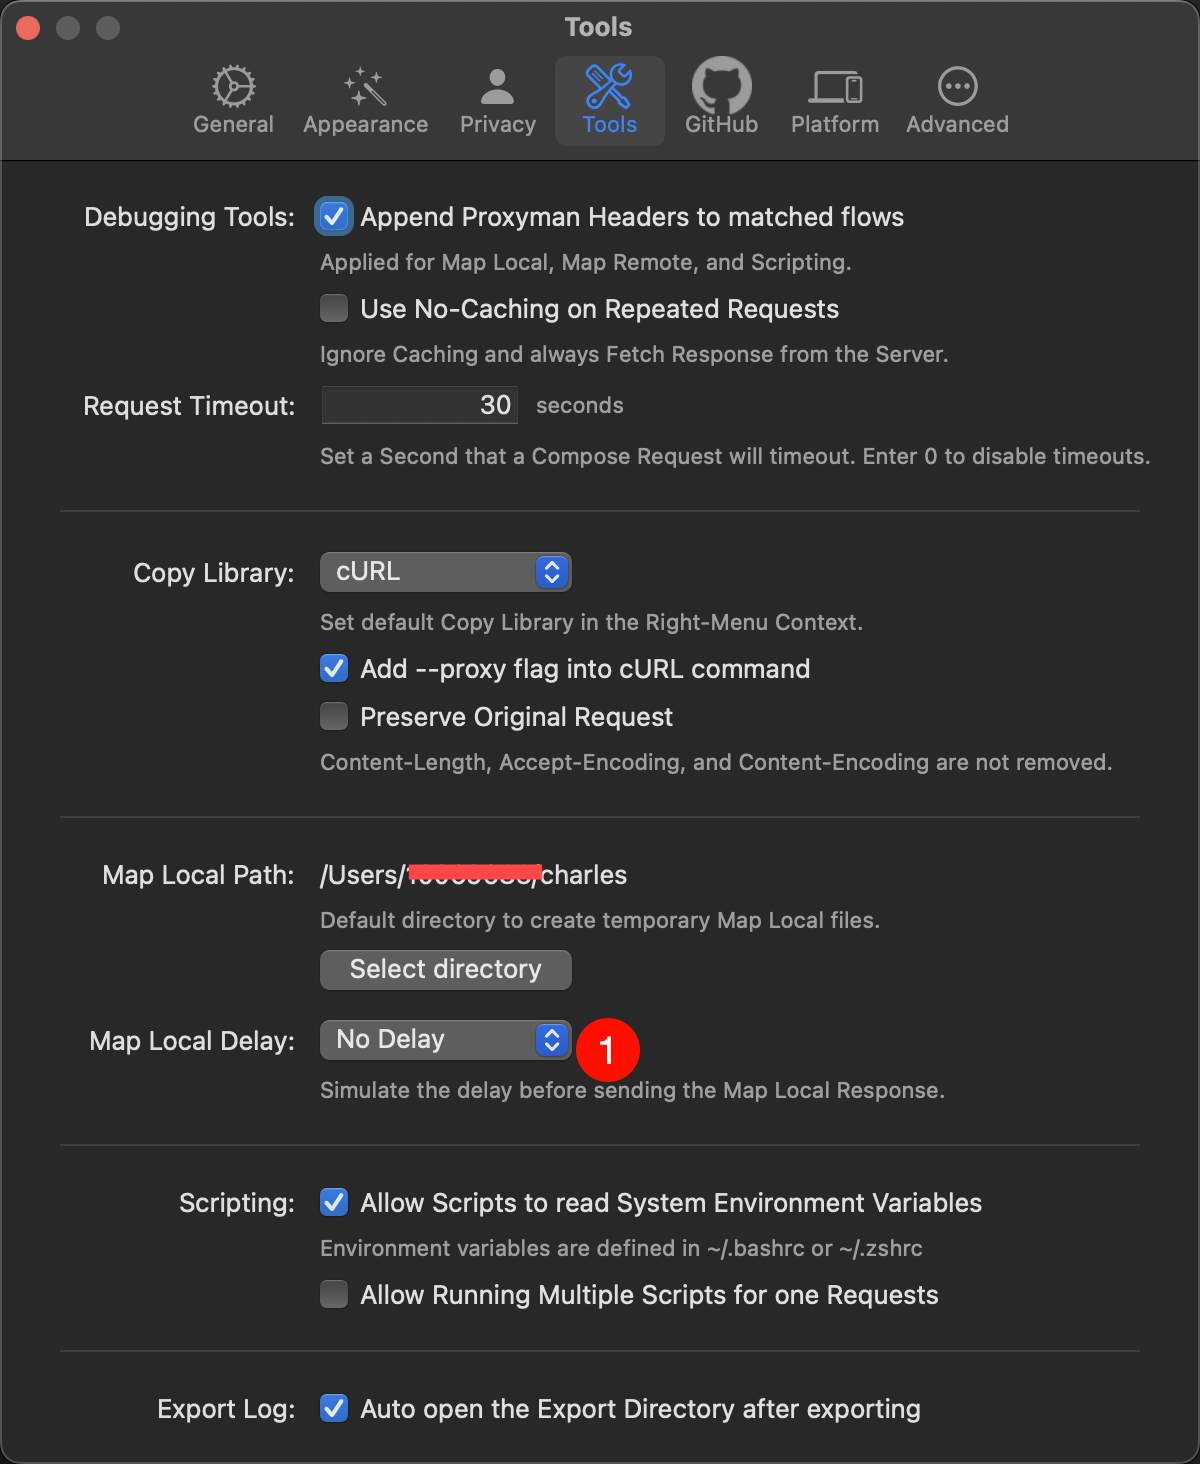 Tools
General Appearance Privacy Tools GitHub Platform Advanced
Debugging Tools: Append Proxyman Headers to matched flows
Applied for Map Local, Map Remote, and Scripting.
Use No-Caching on Repeated Requests
Ignore Caching and always Fetch Response from the Server.
Request Timeout: 30 seconds
Set a Second that a Compose Request will timeout. Enter 0 to disable timeouts.
Copy Library: cURL
Set default Copy Library in the Right-Menu Context.
Add --proxy flag into cURL command
Preserve Original Request
Content-Length, Accept-Encoding, and Content-Encoding are not removed.
Map Local Path: /Users/ /charles
Default directory to create temporary Map Local files.
Select directory
Map Local Delay: No Delay 1
Simulate the delay before sending the Map Local Response.
Scripting: Allow Scripts to read System Environment Variables
Environment variables are defined in ~/.bashrc or ~/.zshrc
Allow Running Multiple Scripts for one Requests
Export Log: Auto open the Export Directory after exporting